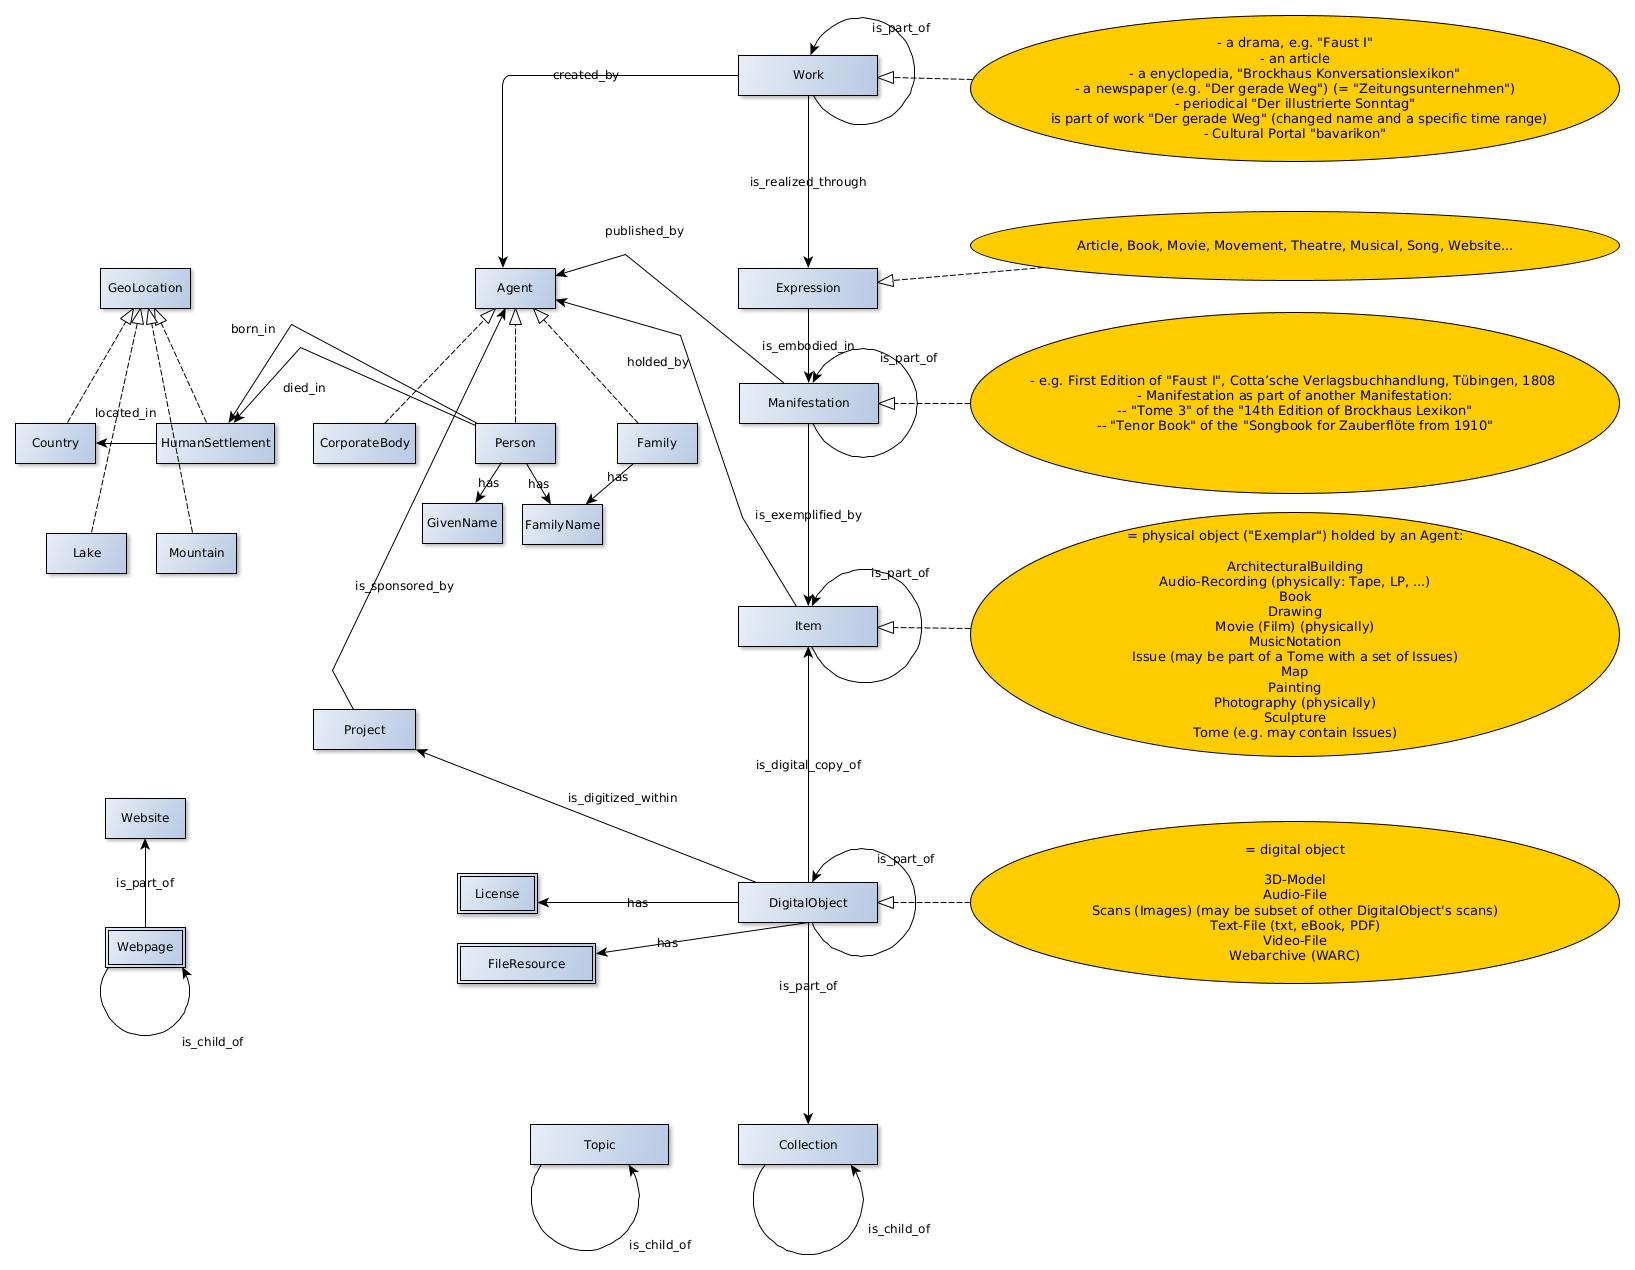 is_part_of
Work
created_by
- a drama, e.g. "Faust I"
- an article
- a enyclopedia, "Brockhaus Konversationslexikon"
- a newspaper (e.g. "Der gerade Weg") (= "Zeitungsunternehmen")
- periodical "Der illustrierte Sonntag"
is part of work "Der gerade Weg" (changed name and a specific time range)
- Cultural Portal "bavarikon"
is_realized_through
published_by
Article, Book, Movie, Movement, Theatre, Musical, Song, Website...
GeoLocation
Agent
Expression
born_in
is_embodied_in
is_part_of
holded_by
died_in
Manifestation
- e.g. First Edition of "Faust I", Cotta’sche Verlagsbuchhandlung, Tübingen, 1808
- Manifestation as part of another Manifestation:
-- "Tome 3" of the "14th Edition of Brockhaus Lexikon"
-- "Tenor Book" of the "Songbook for Zauberflöte from 1910"
located_in
Country
HumanSettlement
CorporateBody
Person
Family
has
has
has
GivenName
FamilyName
is_exemplified_by
Lake
Mountain
is_sponsored_by
is_part_of
Item
= physical object ("Exemplar") holded by an Agent:
ArchitecturalBuilding
Audio-Recording (physically: Tape, LP, ...)
Book
Drawing
Movie (Film) (physically)
MusicNotation
Issue (may be part of a Tome with a set of Issues)
Map
Painting
Photography (physically)
Sculpture
Tome (e.g. may contain Issues)
Project
is_digital_copy_of
is_digitized_within
Website
is_part_of
is_part_of
License
has
DigitalObject
= digital object
3D-Model
Audio-File
Scans (Images) (may be subset of other DigitalObject's scans)
Text-File (txt, eBook, PDF)
Video-File
Webarchive (WARC)
Webpage
has
FileResource
is_part_of
is_child_of
Topic
Collection
is_child_of
is_child_of